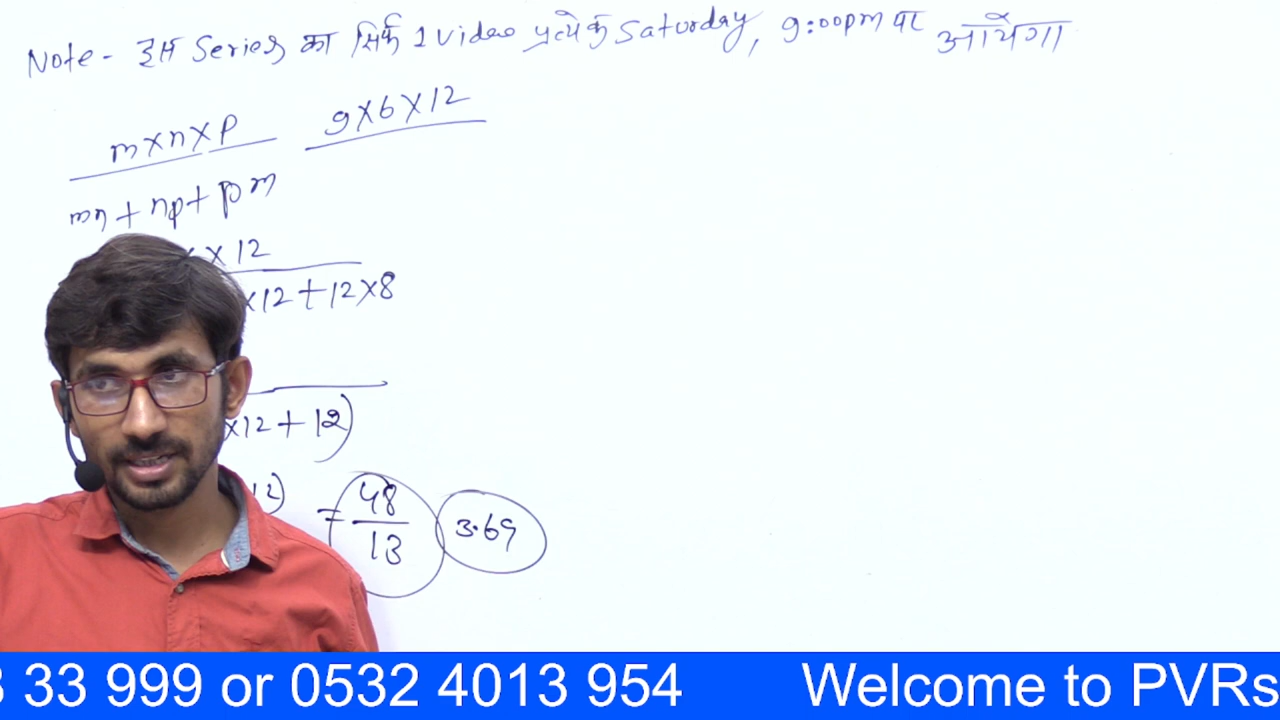 Note - इस Series का सिर्फ 1 Video प्रत्येक Saturday, 9:00pm पर आयेगा
m×n×p
mn + np + pm
9×6×12
× 12
×12 + 12×8
×12 + 12)
12) = 48/13 3.69
33 999 or 0532 4013 954 Welcome to PVRs